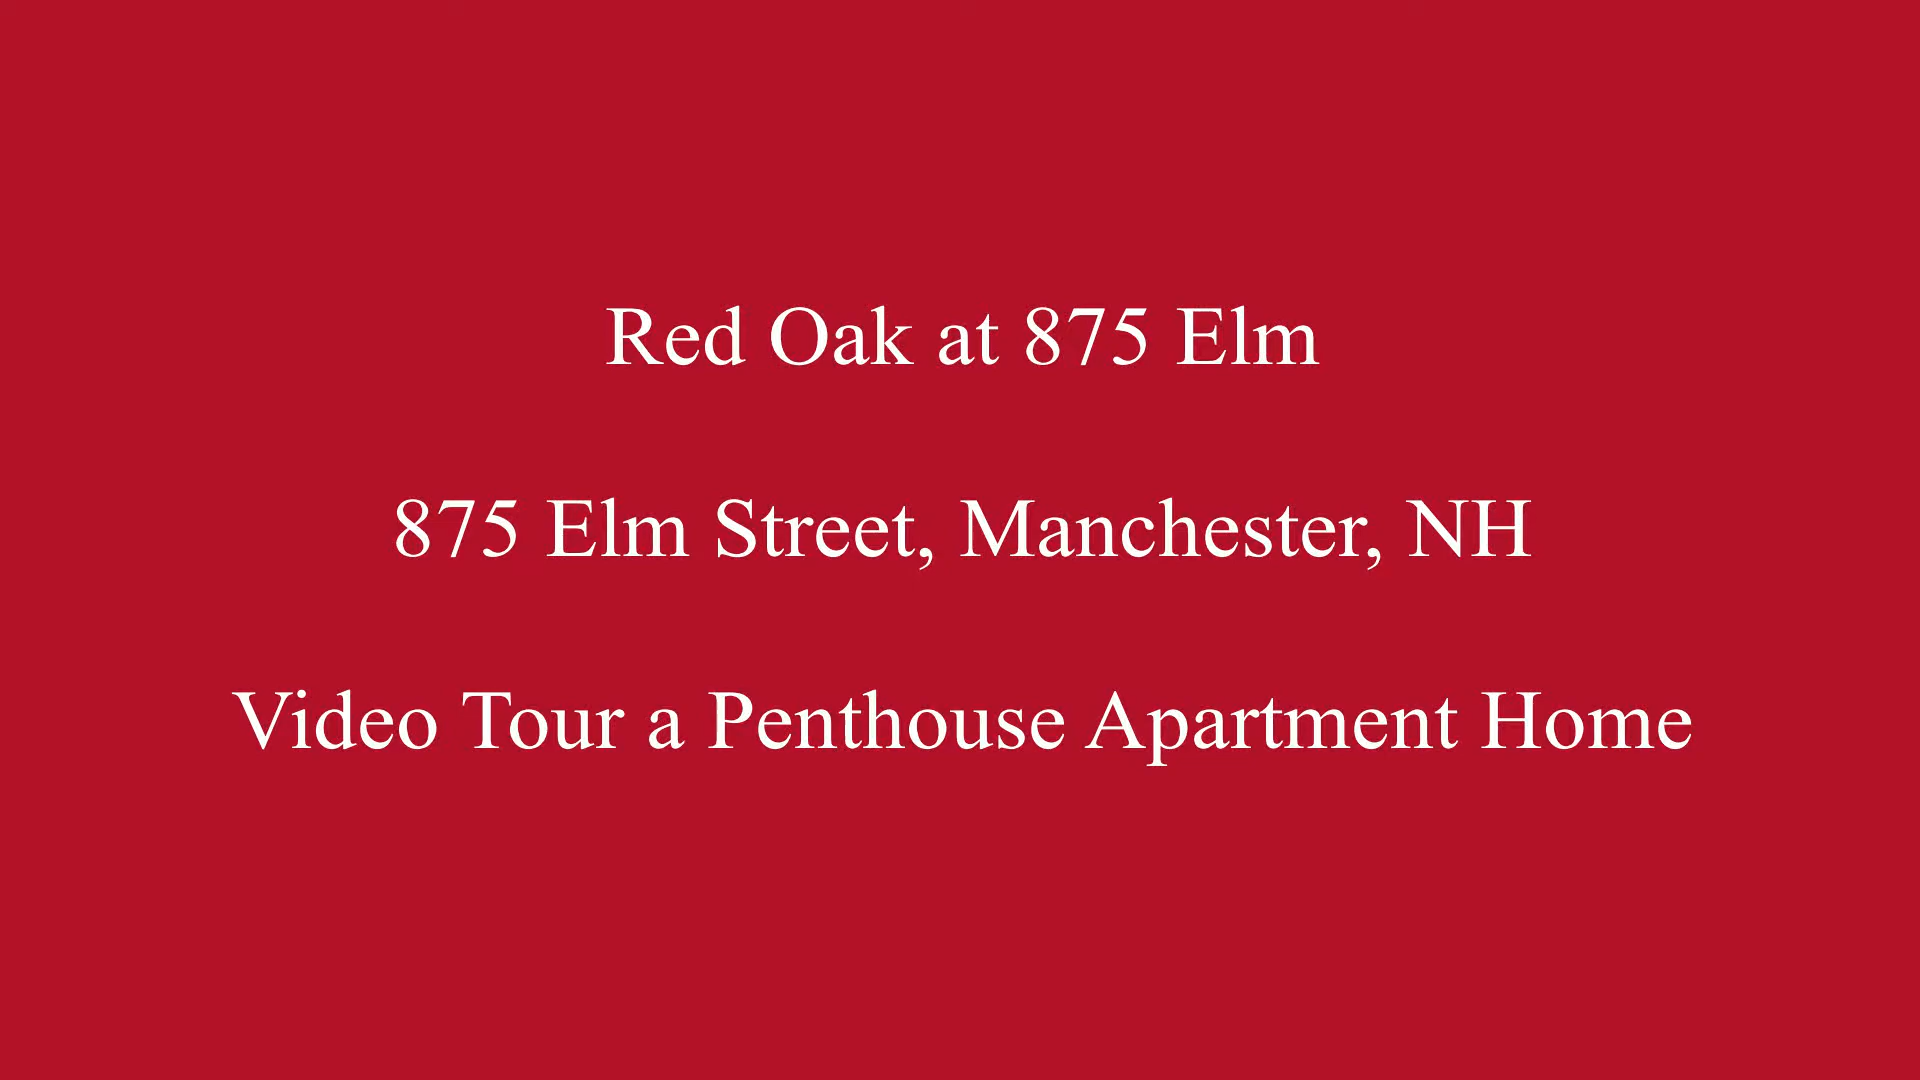 Red Oak at 875 Elm
875 Elm Street, Manchester, NH
Video Tour a Penthouse Apartment Home